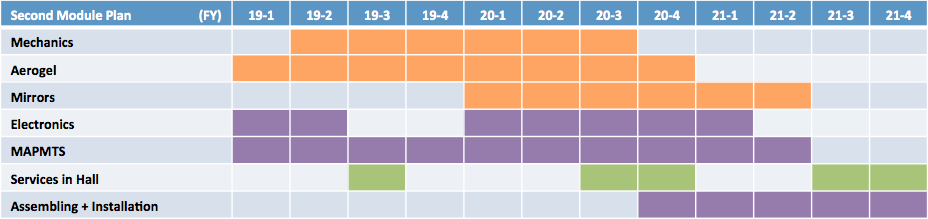 Second Module Plan (FY) 19-1 19-2 19-3 19-4 20-1 20-2 20-3 20-4 21-1 21-2 21-3 21-4
Mechanics
Aerogel
Mirrors
Electronics
MAPMTS
Services in Hall
Assembling + Installation